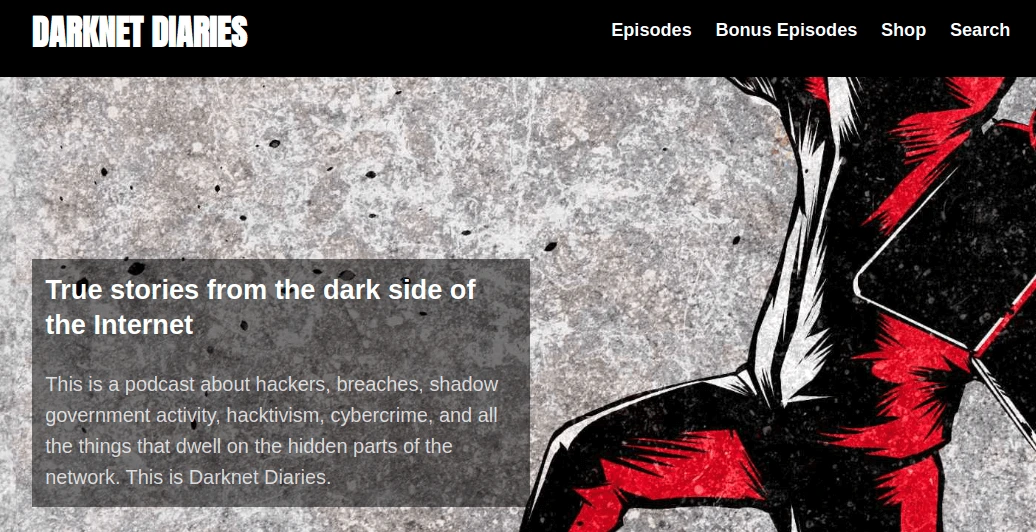 DARKNET DIARIES
Episodes Bonus Episodes Shop Search
True stories from the dark side of
the Internet
This is a podcast about hackers, breaches, shadow
government activity, hacktivism, cybercrime, and all
the things that dwell on the hidden parts of the
network. This is Darknet Diaries.